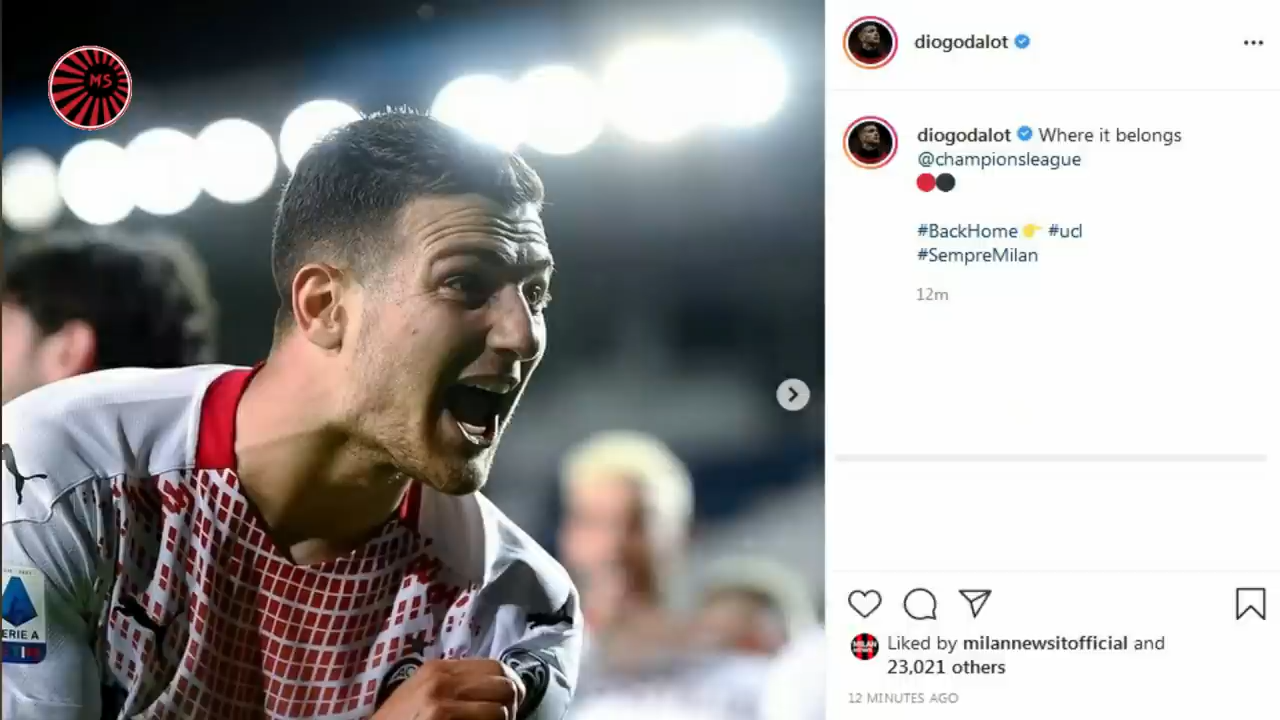 MS
diogodalot
diogodalot Where it belongs
@championsleague
#BackHome #ucl
#SempreMilan
12m
ERIE A
Liked by milannewsitofficial and
23,021 others
12 MINUTES AGO